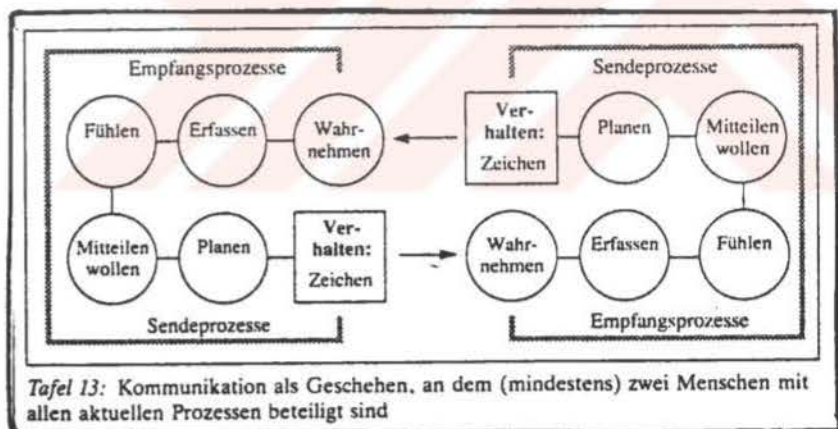 Empfangsprozesse
Sendeprozesse
Fühlen
Erfassen
Wahr-
nehmen
Ver-
halten:
Zeichen
Planen
Mitteilen
wollen
Mitteilen
wollen
Planen
Ver-
halten:
Zeichen
Wahr-
nehmen
Erfassen
Fühlen
Sendeprozesse
Empfangsprozesse
Tafel 13: Kommunikation als Geschehen, an dem (mindestens) zwei Menschen mit
allen aktuellen Prozessen beteiligt sind